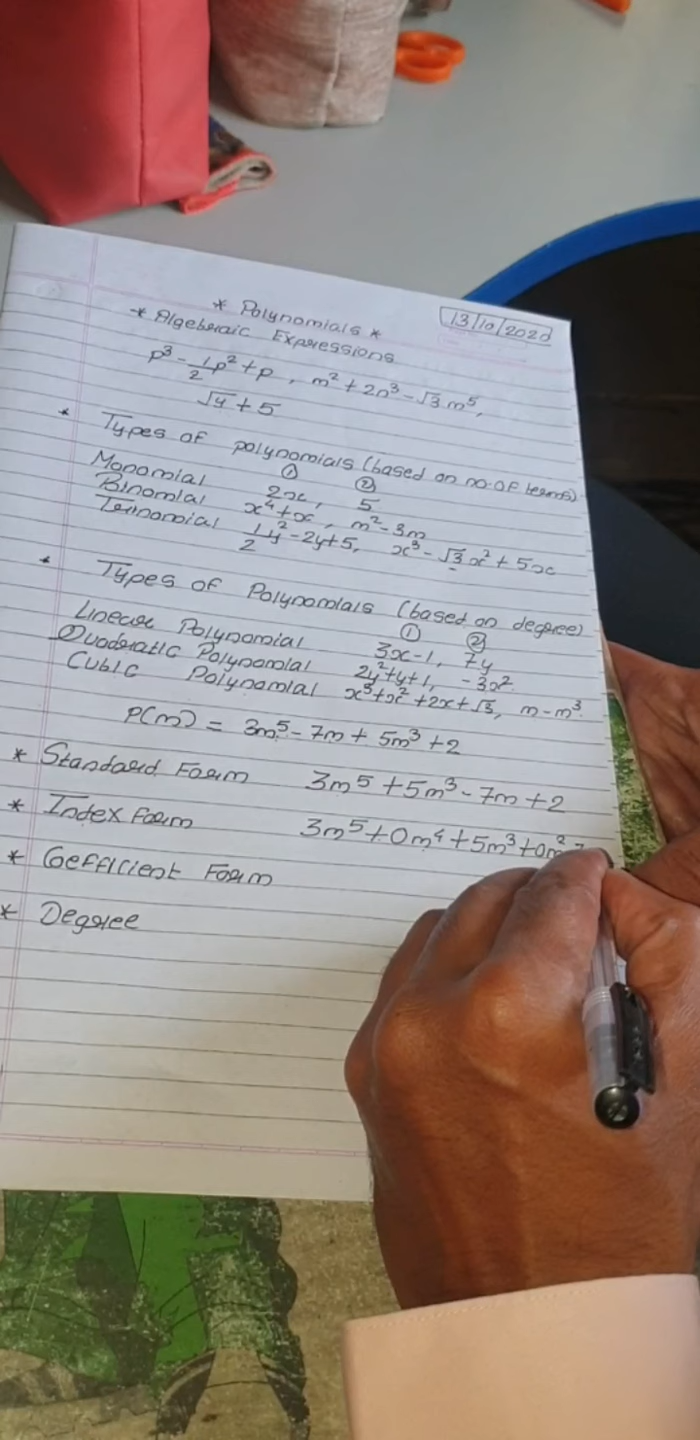 * Polynomials *
13/10/2020
* Algebraic Expressions
p³ - 1/2 p² + p , m² + 2n³ - √3 m⁵,
√y + 5
* Types of polynomials (based on no. OF terms)
① ②
Monomial 2x, 5
Binomial x⁴+x, m²-3m
Trinomial 1/2 y² - 2y+5, x³ - √3 x² + 5x
* Types of Polynomials (based on degree)
① ②
Linear Polynomial 3x-1, 7y
Quadratic Polynomial 2y²+y+1, -3x².
Cubic Polynomial x³+x²+2x+√3, m-m³.
P(m) = 3m⁵ - 7m + 5m³ + 2
* Standard Form 3m⁵ + 5m³ - 7m + 2
* Index form 3m⁵ + 0m⁴ + 5m³ + 0m²
* Coefficient Form
* Degree